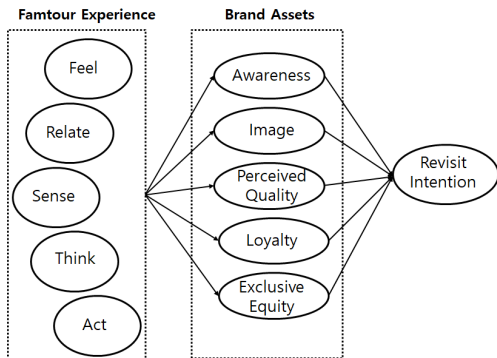 Famtour Experience
Brand Assets
Feel
Relate
Sense
Think
Act
Awareness
Image
Perceived
Quality
Loyalty
Exclusive
Equity
Revisit
Intention